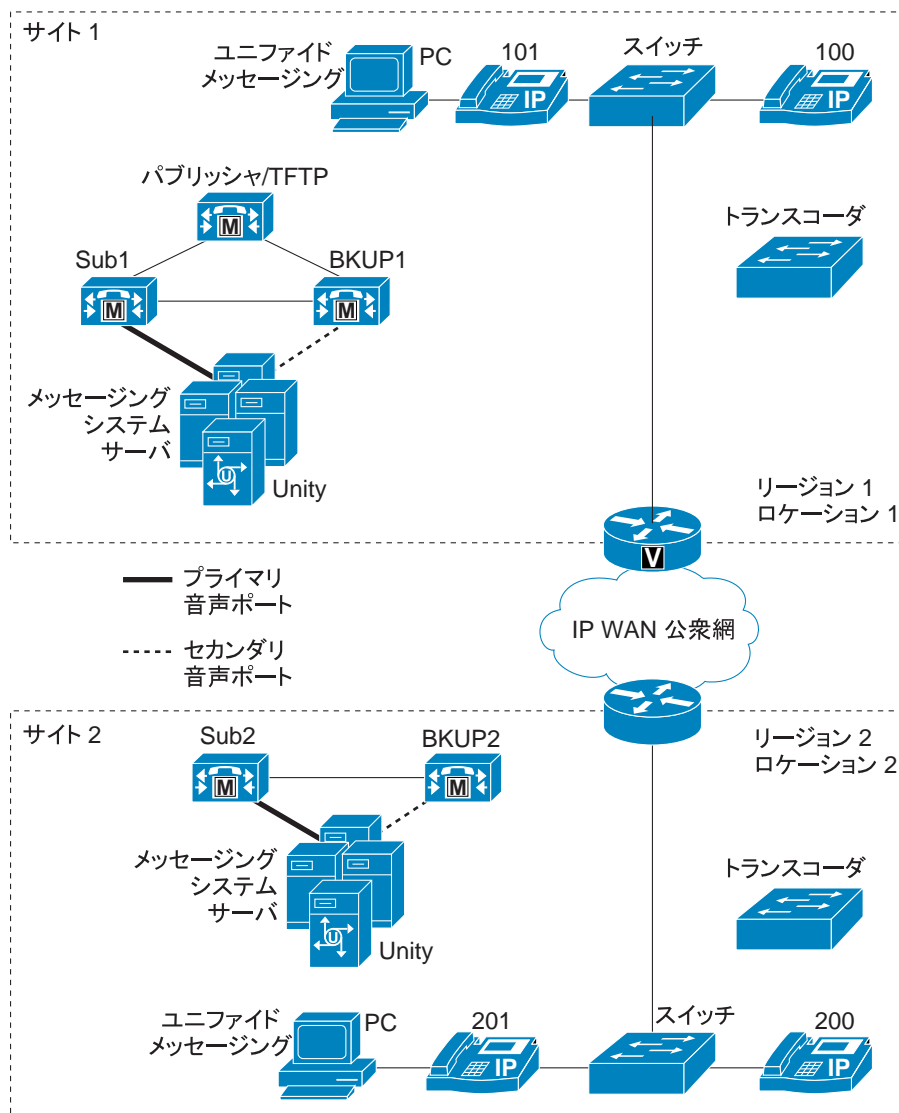 サイト 1
ユニファイド
メッセージング
PC
101
IP
スイッチ
100
IP
パブリッシャ/TFTP
M
Sub1
M
BKUP1
M
トランスコーダ
メッセージング
システム
サーバ
U
Unity
リージョン 1
ロケーション 1
V
プライマリ
音声ポート
セカンダリ
音声ポート
IP WAN 公衆網
サイト 2
Sub2
M
BKUP2
M
リージョン 2
ロケーション 2
メッセージング
システム
サーバ
U
Unity
トランスコーダ
ユニファイド
メッセージング
PC
201
IP
スイッチ
200
IP